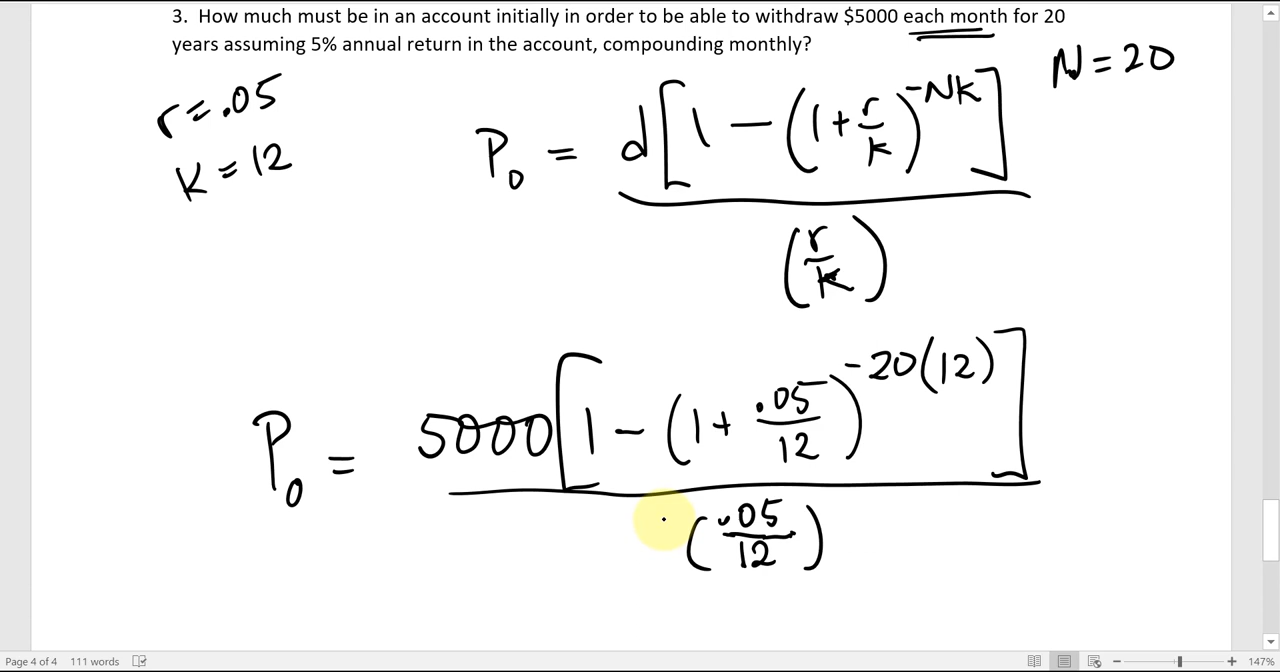 3. How much must be in an account initially in order to be able to withdraw $5000 each month for 20
years assuming 5% annual return in the account, compounding monthly?
N = 20
r = .05
K = 12
P₀ = d[1 − (1 + r/k)^−Nk] / (r/k)
P₀ = 5000[1 − (1 + .05/12)^−20(12)] / (.05/12)
Page 4 of 4 111 words 147%